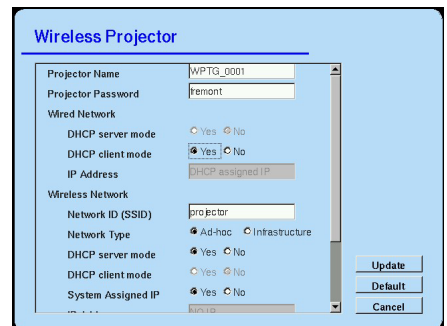 Wireless Projector
Projector Name WPTG_0001
Projector Password fremont
Wired Network
DHCP server mode Yes No
DHCP client mode Yes No
IP Address DHCP assigned IP
Wireless Network
Network ID (SSID) projector
Network Type Ad-hoc Infrastructure
DHCP server mode Yes No
DHCP client mode Yes No
System Assigned IP Yes No
Update
Default
Cancel